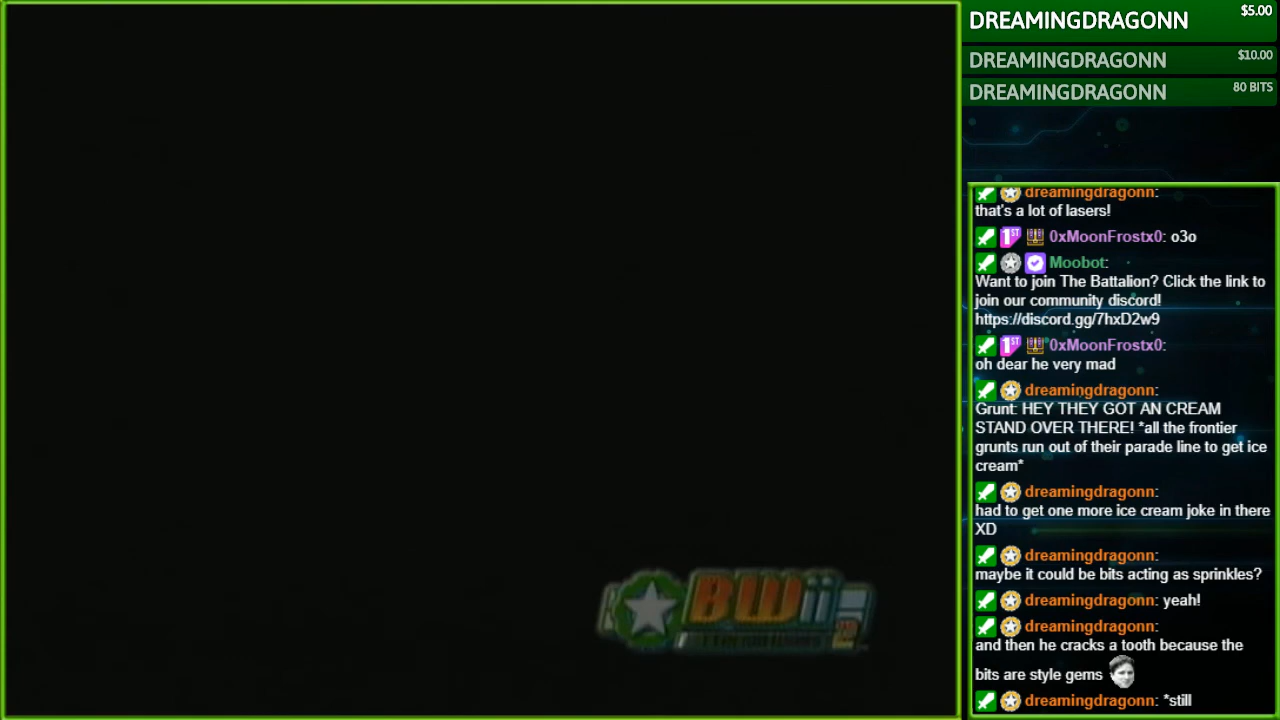 DREAMINGDRAGONN
$5.00
DREAMINGDRAGONN
$10.00
DREAMINGDRAGONN
80 BITS
dreamingdragonn:
that's a lot of lasers!
1ST 0xMoonFrostx0: o3o
Moobot:
Want to join The Battalion? Click the link to
join our community discord!
https://discord.gg/7hxD2w9
1ST 0xMoonFrostx0:
oh dear he very mad
dreamingdragonn:
Grunt: HEY THEY GOT AN CREAM
STAND OVER THERE! *all the frontier
grunts run out of their parade line to get ice
cream*
dreamingdragonn:
had to get one more ice cream joke in there
XD
dreamingdragonn:
maybe it could be bits acting as sprinkles?
dreamingdragonn: yeah!
dreamingdragonn:
and then he cracks a tooth because the
bits are style gems
dreamingdragonn: *still
BWii
2